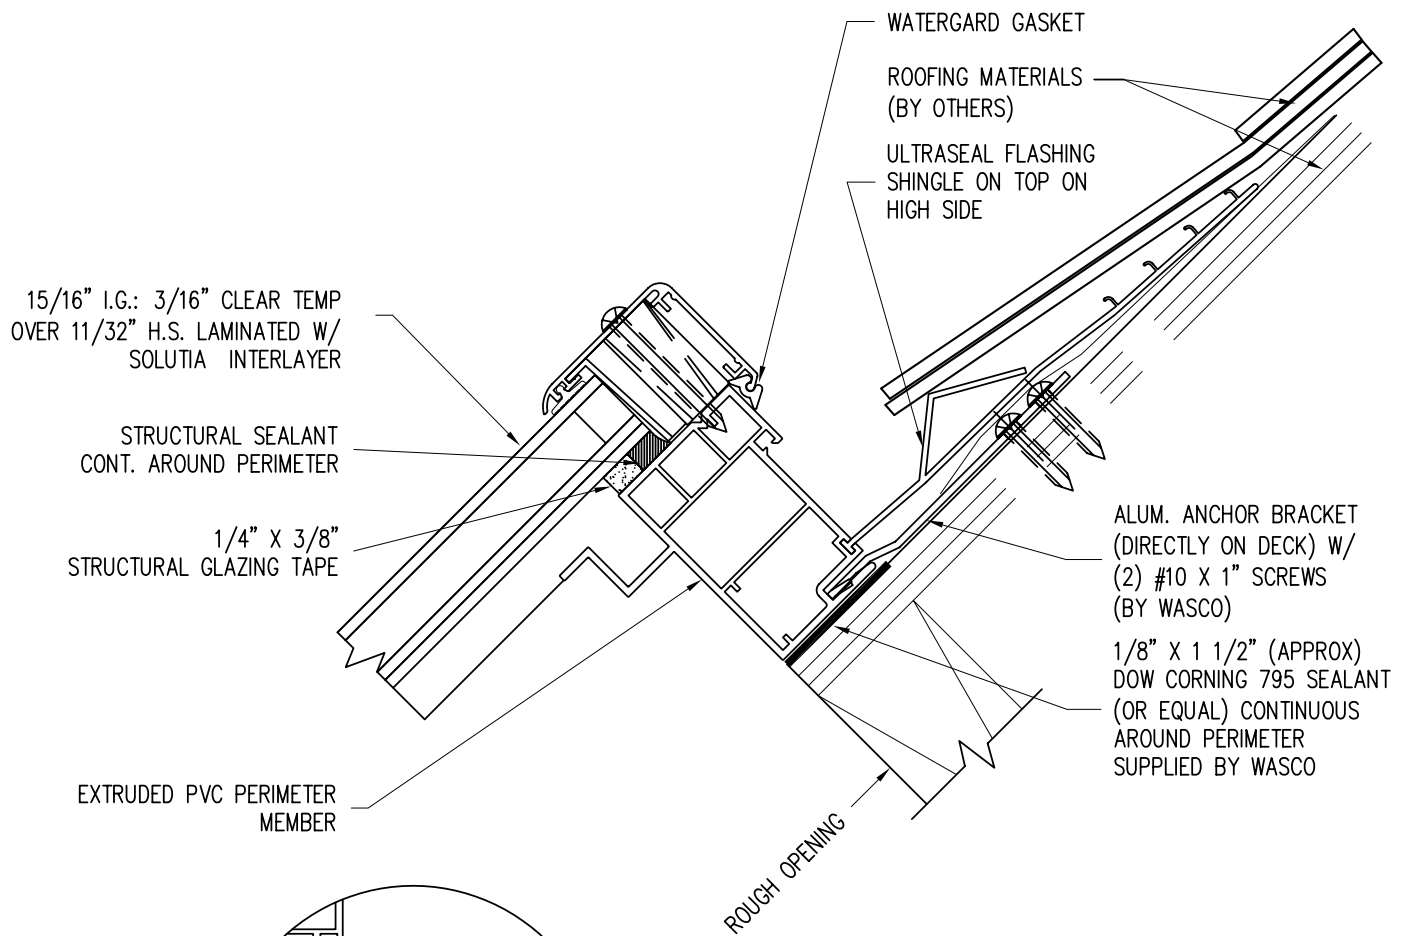 WATERGARD GASKET
ROOFING MATERIALS
(BY OTHERS)
ULTRASEAL FLASHING
SHINGLE ON TOP ON
HIGH SIDE
15/16" I.G.: 3/16" CLEAR TEMP
OVER 11/32" H.S. LAMINATED W/
SOLUTIA INTERLAYER
STRUCTURAL SEALANT
CONT. AROUND PERIMETER
1/4" X 3/8"
STRUCTURAL GLAZING TAPE
EXTRUDED PVC PERIMETER
MEMBER
ALUM. ANCHOR BRACKET
(DIRECTLY ON DECK) W/
(2) #10 X 1" SCREWS
(BY WASCO)
1/8" X 1 1/2" (APPROX)
DOW CORNING 795 SEALANT
(OR EQUAL) CONTINUOUS
AROUND PERIMETER
SUPPLIED BY WASCO
ROUGH OPENING